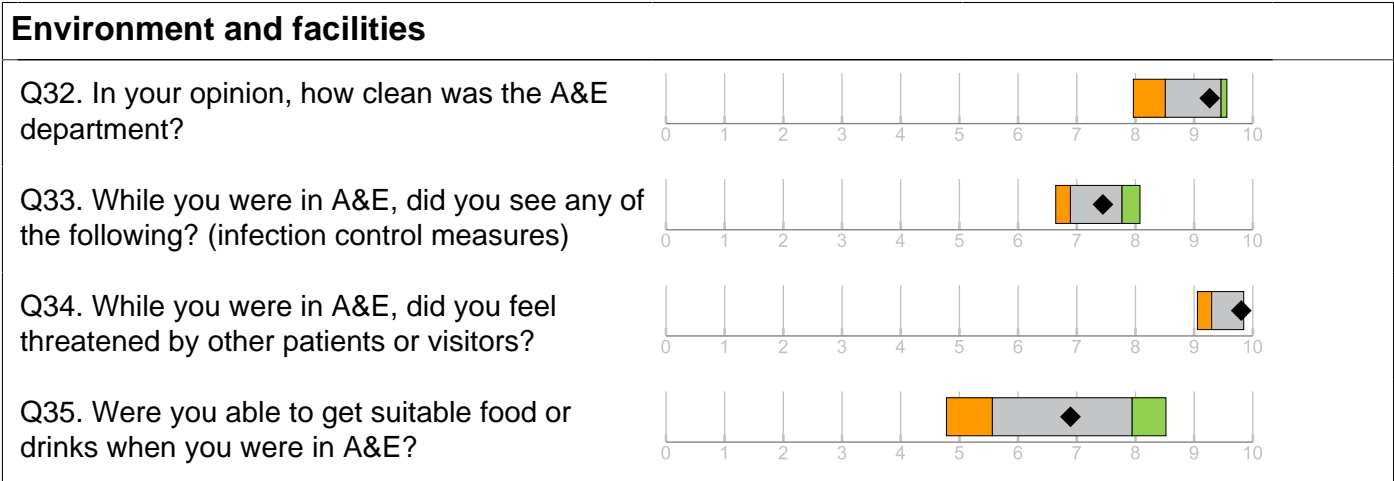 Environment and facilities
Q32. In your opinion, how clean was the A&E
department?
0 1 2 3 4 5 6 7 8 9 10
Q33. While you were in A&E, did you see any of
the following? (infection control measures)
0 1 2 3 4 5 6 7 8 9 10
Q34. While you were in A&E, did you feel
threatened by other patients or visitors?
0 1 2 3 4 5 6 7 8 9 10
Q35. Were you able to get suitable food or
drinks when you were in A&E?
0 1 2 3 4 5 6 7 8 9 10